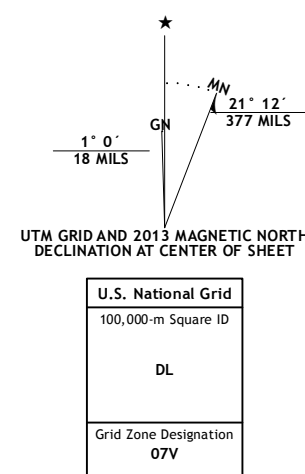 MN
GN
21° 12´
377 MILS
1° 0´
18 MILS
UTM GRID AND 2013 MAGNETIC NORTH
DECLINATION AT CENTER OF SHEET
U.S. National Grid
100,000-m Square ID
DL
Grid Zone Designation
07V